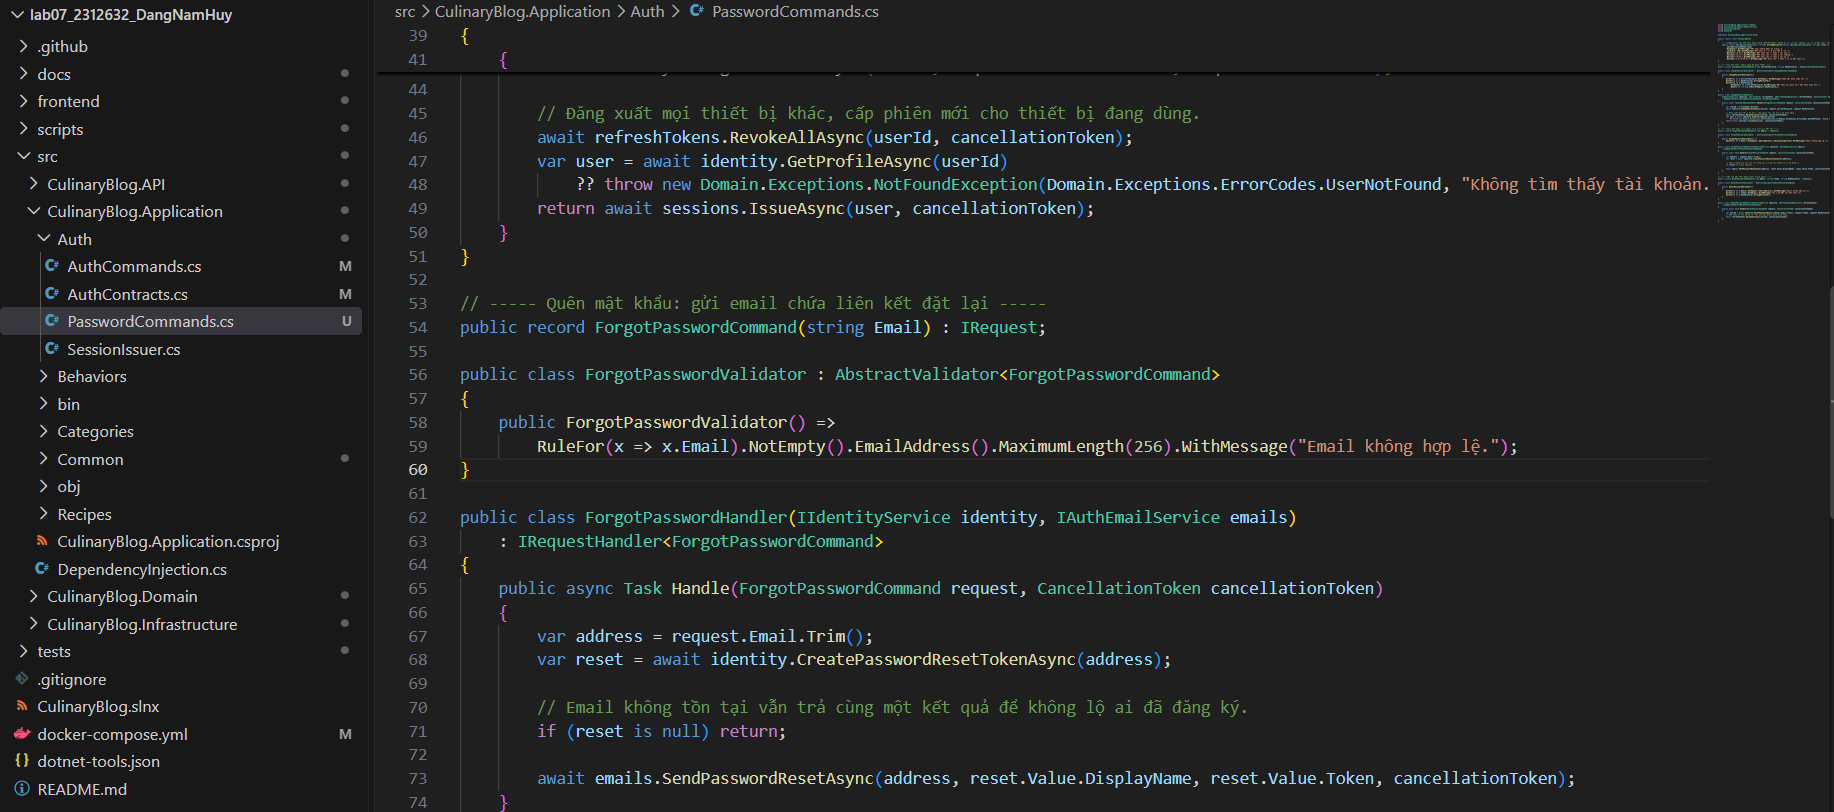 lab07_2312632_DangNamHuy
.github
docs
frontend
scripts
src
CulinaryBlog.API
CulinaryBlog.Application
Auth
AuthCommands.cs M
AuthContracts.cs M
PasswordCommands.cs U
SessionIssuer.cs
Behaviors
bin
Categories
Common
obj
Recipes
CulinaryBlog.Application.csproj
DependencyInjection.cs
CulinaryBlog.Domain
CulinaryBlog.Infrastructure
tests
.gitignore
CulinaryBlog.slnx
docker-compose.yml M
dotnet-tools.json
README.md
src > CulinaryBlog.Application > Auth > PasswordCommands.cs
39 {
41 {
44
45 // Đăng xuất mọi thiết bị khác, cấp phiên mới cho thiết bị đang dùng.
46 await refreshTokens.RevokeAllAsync(userId, cancellationToken);
47 var user = await identity.GetProfileAsync(userId)
48 ?? throw new Domain.Exceptions.NotFoundException(Domain.Exceptions.ErrorCodes.UserNotFound, "Không tìm thấy tài khoản.
49 return await sessions.IssueAsync(user, cancellationToken);
50 }
51 }
52
53 // ----- Quên mật khẩu: gửi email chứa liên kết đặt lại -----
54 public record ForgotPasswordCommand(string Email) : IRequest;
55
56 public class ForgotPasswordValidator : AbstractValidator<ForgotPasswordCommand>
57 {
58 public ForgotPasswordValidator() =>
59 RuleFor(x => x.Email).NotEmpty().EmailAddress().MaximumLength(256).WithMessage("Email không hợp lệ.");
60 }
61
62 public class ForgotPasswordHandler(IIdentityService identity, IAuthEmailService emails)
63 : IRequestHandler<ForgotPasswordCommand>
64 {
65 public async Task Handle(ForgotPasswordCommand request, CancellationToken cancellationToken)
66 {
67 var address = request.Email.Trim();
68 var reset = await identity.CreatePasswordResetTokenAsync(address);
69
70 // Email không tồn tại vẫn trả cùng một kết quả để không lộ ai đã đăng ký.
71 if (reset is null) return;
72
73 await emails.SendPasswordResetAsync(address, reset.Value.DisplayName, reset.Value.Token, cancellationToken);
74 }